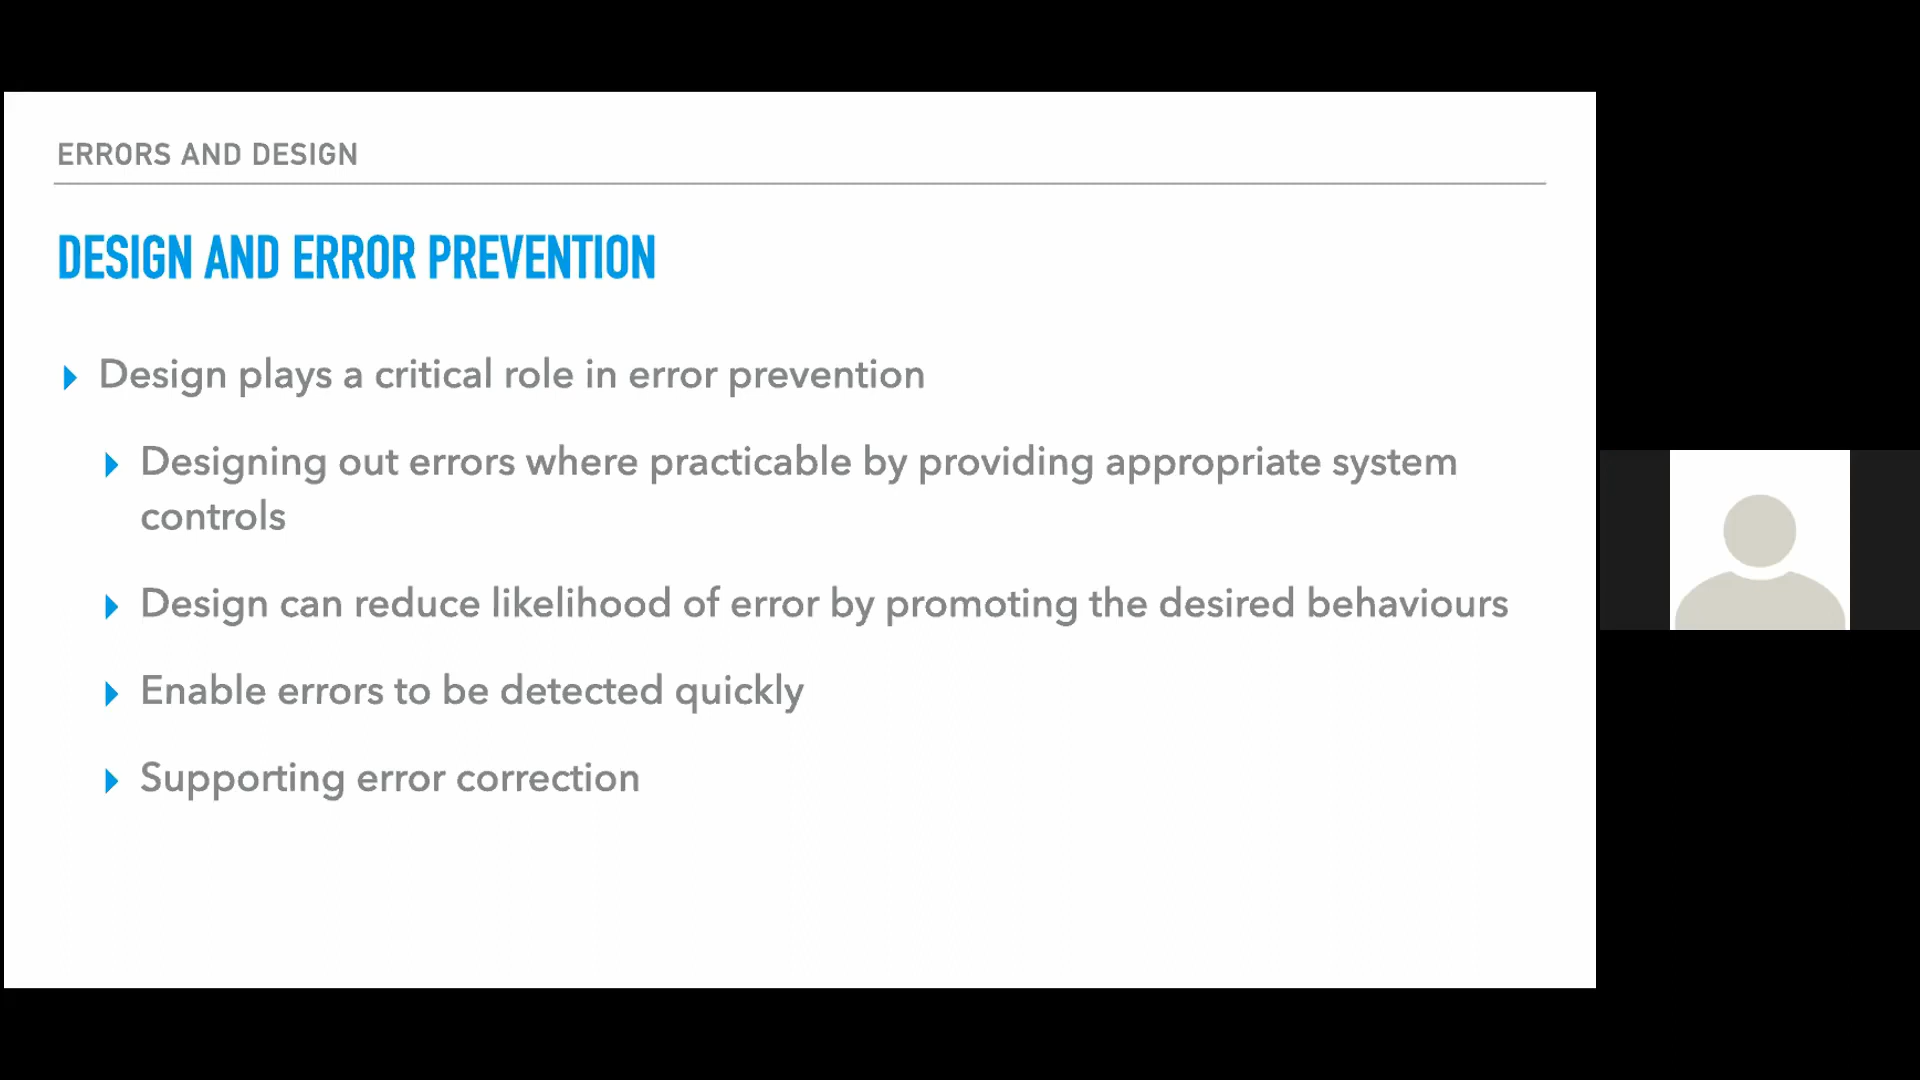 ERRORS AND DESIGN
DESIGN AND ERROR PREVENTION
Design plays a critical role in error prevention
Designing out errors where practicable by providing appropriate system
controls
Design can reduce likelihood of error by promoting the desired behaviours
Enable errors to be detected quickly
Supporting error correction